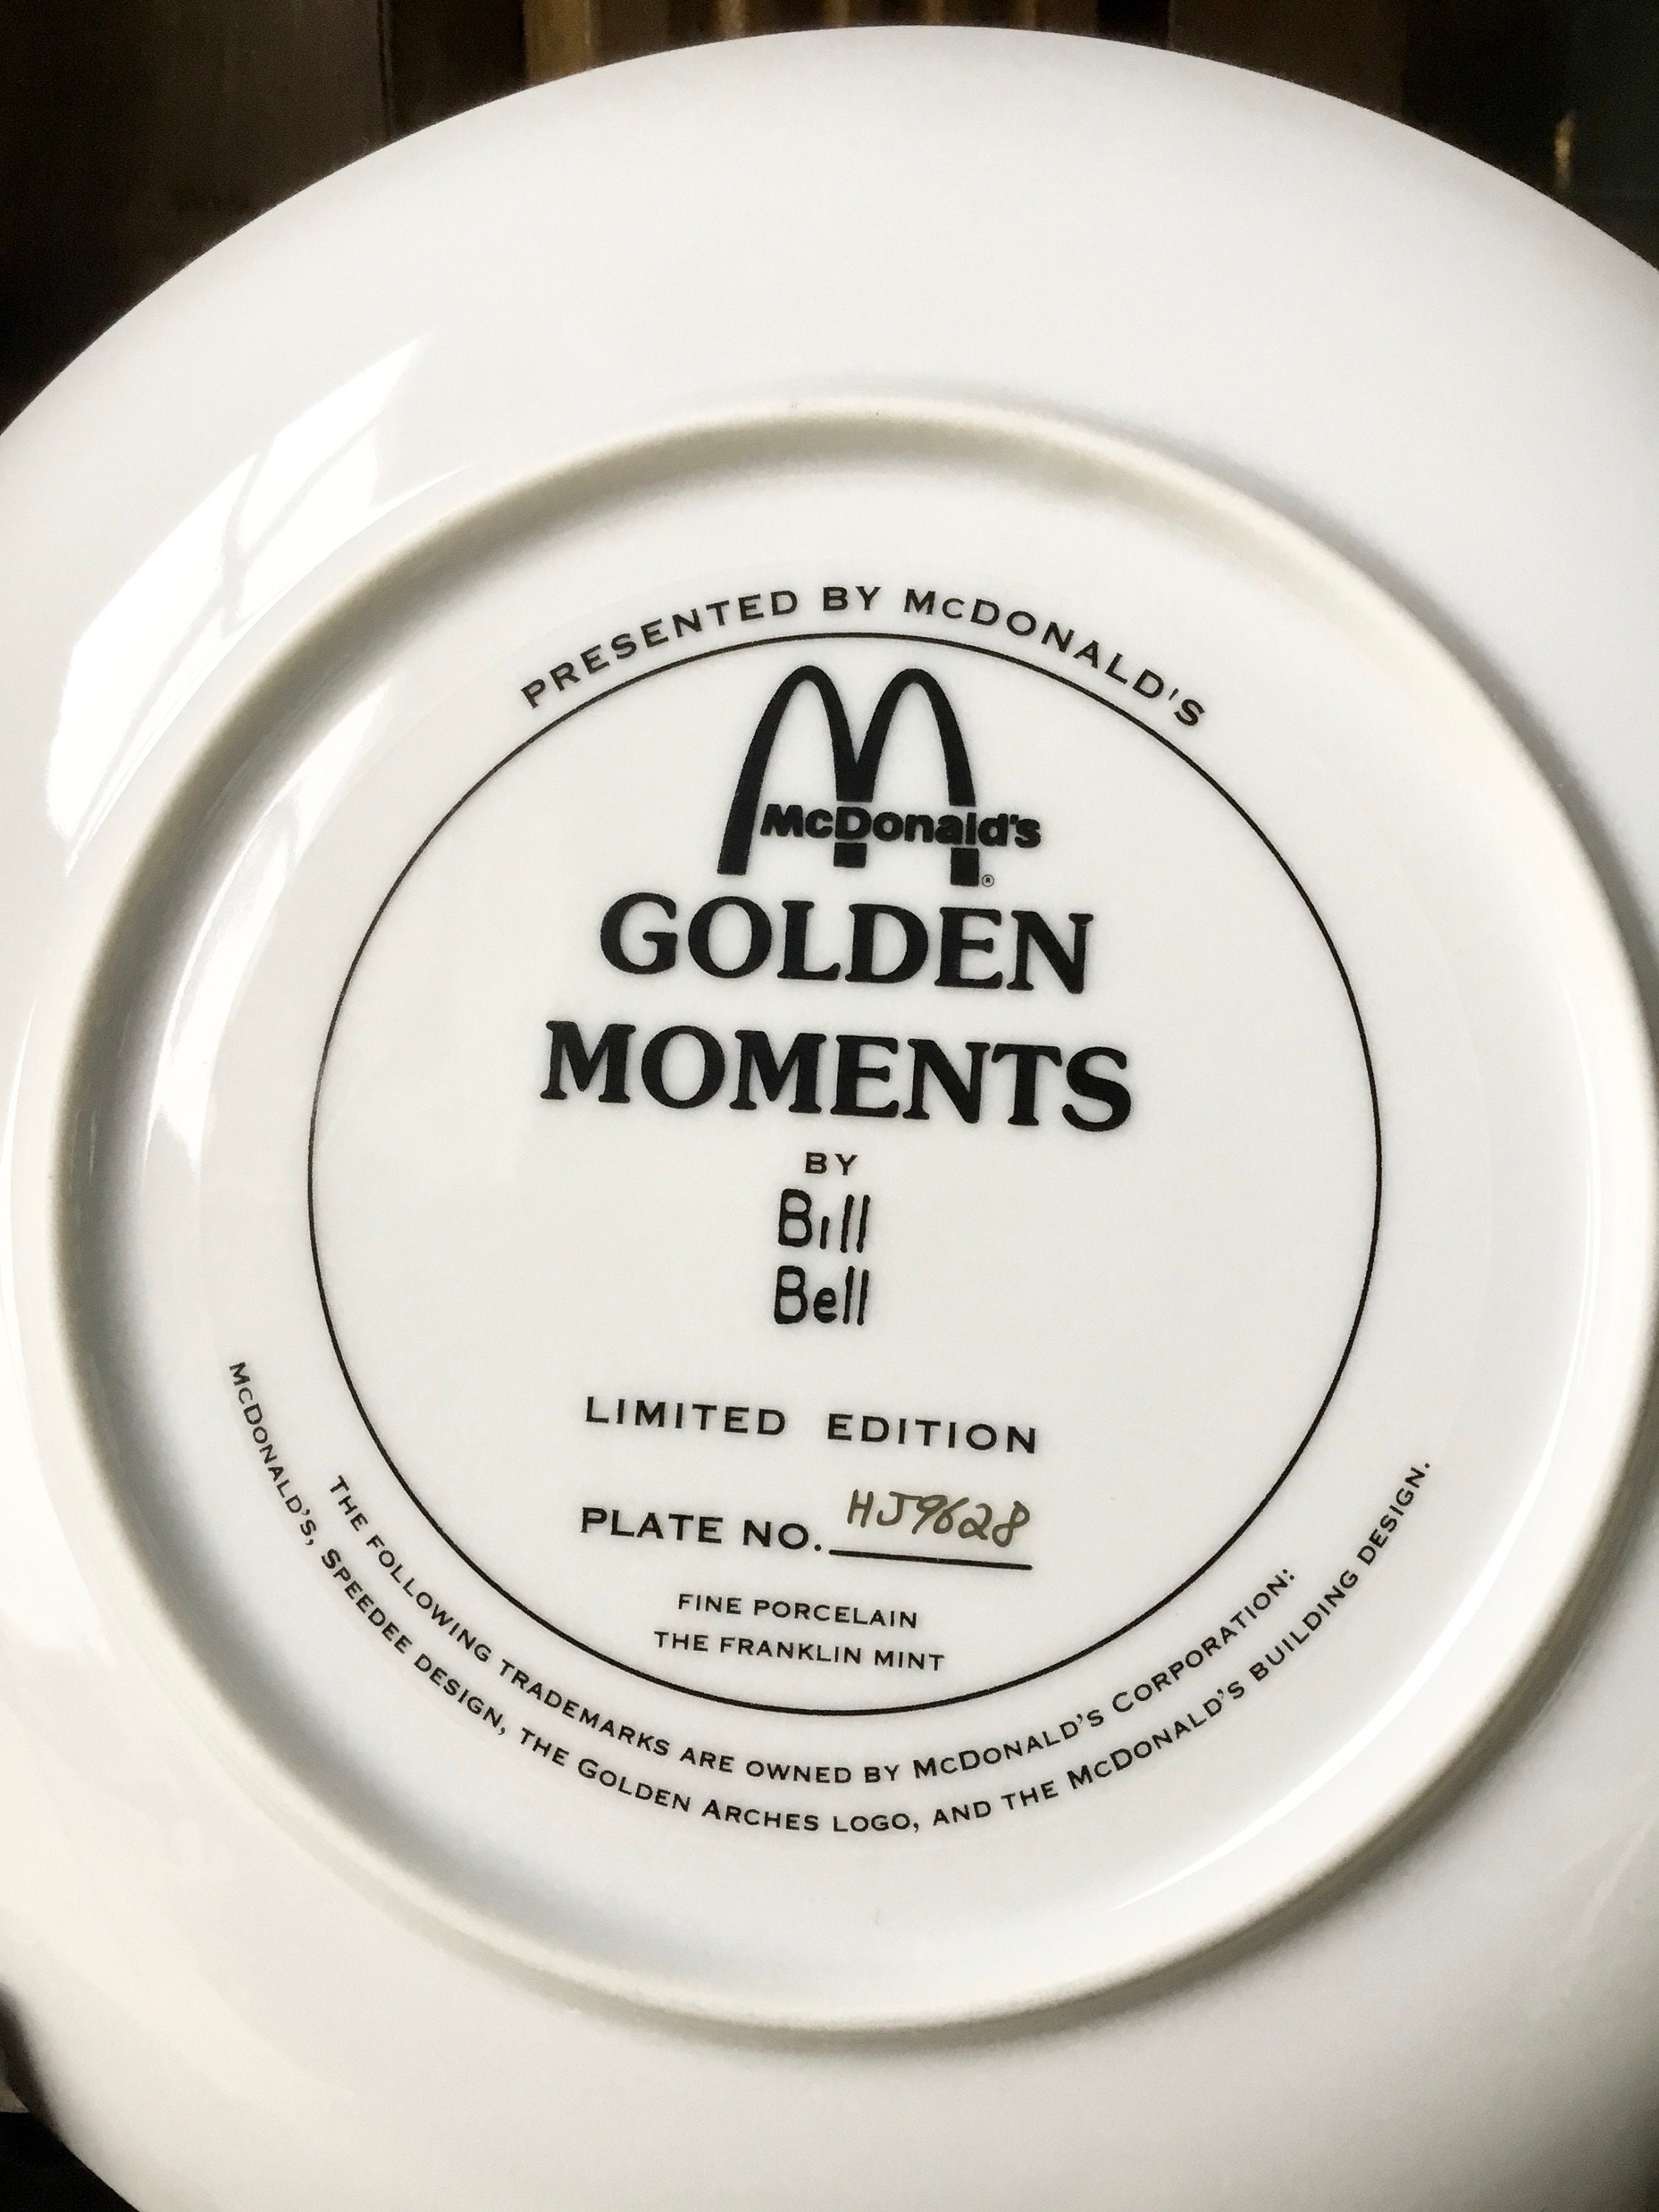 PRESENTED BY McDONALD'S
McDonald's
®
GOLDEN
MOMENTS
BY
Bill
Bell
LIMITED EDITION
PLATE NO. HJ9628
FINE PORCELAIN
THE FRANKLIN MINT
THE FOLLOWING TRADEMARKS ARE OWNED BY McDONALD'S CORPORATION:
McDONALD'S, SPEEDEE DESIGN, THE GOLDEN ARCHES LOGO, AND THE McDONALD'S BUILDING DESIGN.